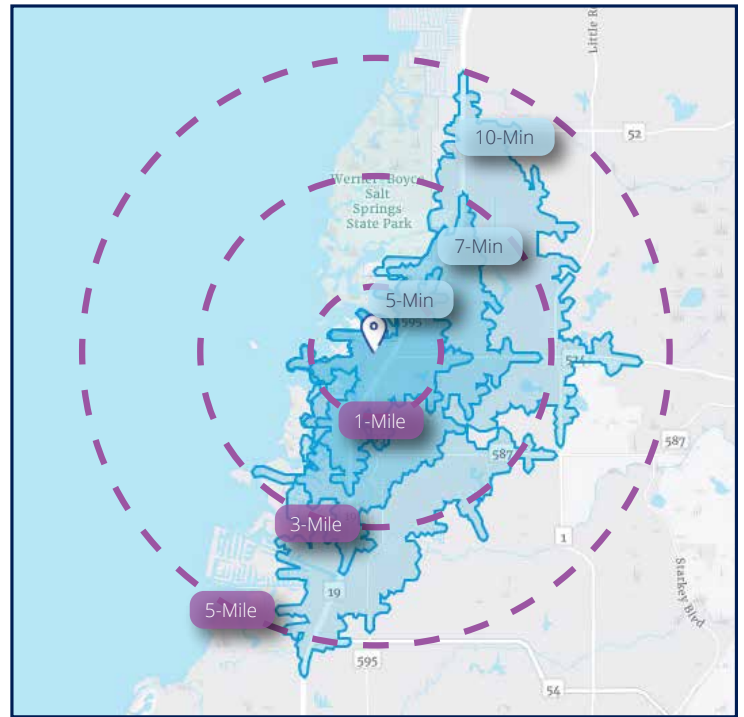 Little R
52
10-Min
Werner-Boyce
Salt
Springs
State Park
7-Min
5-Min
595
1-Mile
587
587
3-Mile
1
Starkey Blvd
19
5-Mile
595
54